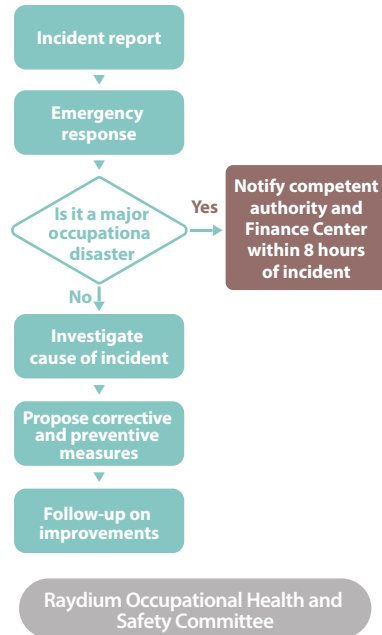 Incident report
Emergency
response
Is it a major
occupationa
disaster
Yes
Notify competent
authority and
Finance Center
within 8 hours
of incident
No
Investigate
cause of incident
Propose corrective
and preventive
measures
Follow-up on
improvements
Raydium Occupational Health and
Safety Committee